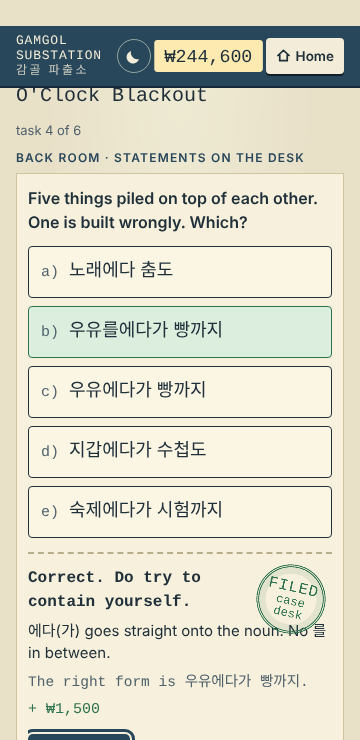 GAMGOL
SUBSTATION
감골 파출소
₩244,600
Home
O'Clock Blackout
task 4 of 6
BACK ROOM · STATEMENTS ON THE DESK
Five things piled on top of each other.
One is built wrongly. Which?
a) 노래에다 춤도
b) 우유를에다가 빵까지
c) 우유에다가 빵까지
d) 지갑에다가 수첩도
e) 숙제에다가 시험까지
Correct. Do try to
contain yourself.
FILED
case
desk
에다(가) goes straight onto the noun. No 를
in between.
The right form is 우유에다가 빵까지.
+ ₩1,500